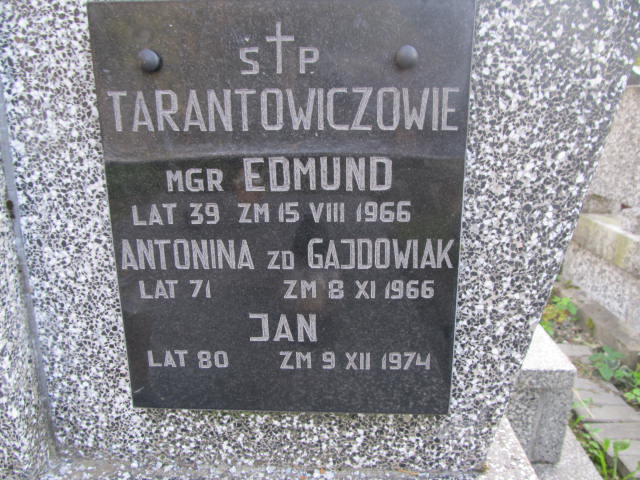 S†P
TARANTOWICZOWIE
MGR EDMUND
LAT 39 ZM 15 VIII 1966
ANTONINA ZD GAJDOWIAK
LAT 71 ZM 8 XI 1966
JAN
LAT 80 ZM 9 XII 1974